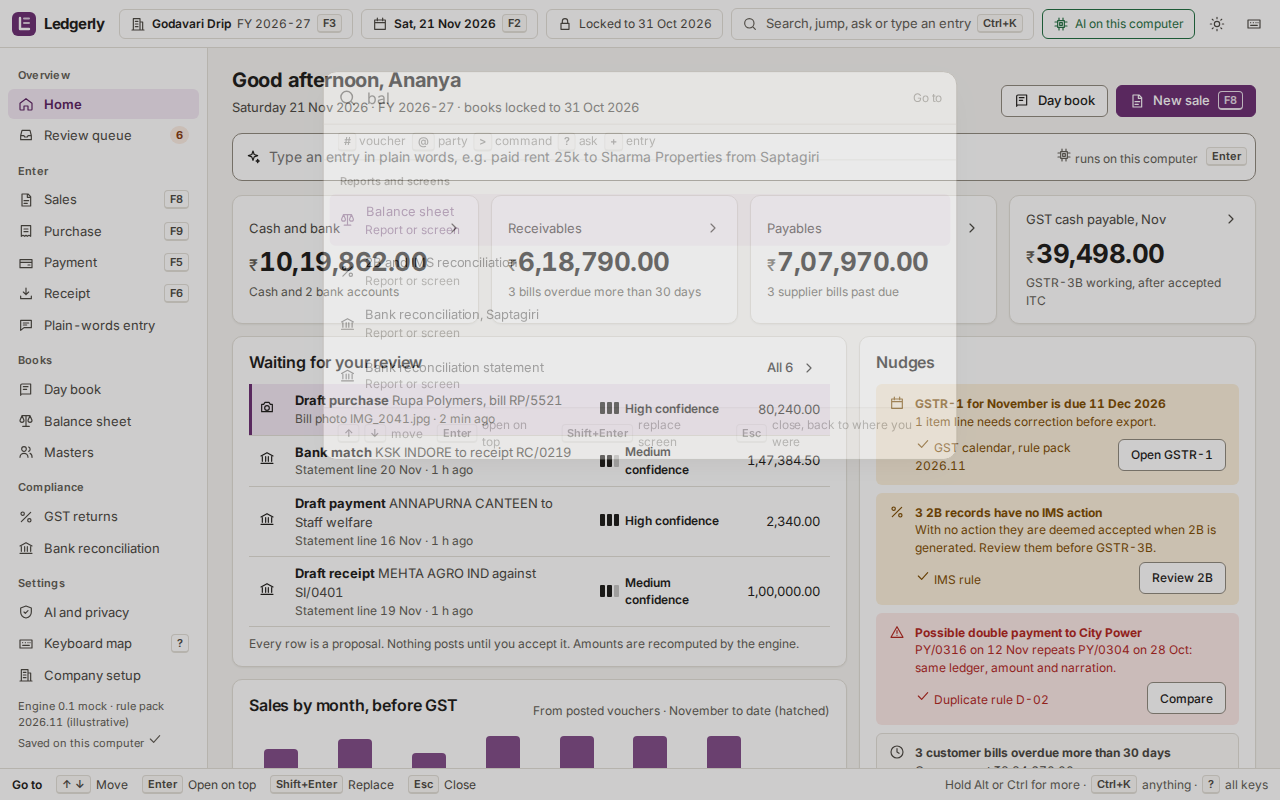 Ledgerly
Godavari Drip FY 2026-27 F3
Sat, 21 Nov 2026 F2
Locked to 31 Oct 2026
Search, jump, ask or type an entry Ctrl+K
AI on this computer
Overview
Home
Review queue 6
Enter
Sales F8
Purchase F9
Payment F5
Receipt F6
Plain-words entry
Books
Day book
Balance sheet
Masters
Compliance
GST returns
Bank reconciliation
Settings
AI and privacy
Keyboard map ?
Company setup
Engine 0.1 mock · rule pack
2026.11 (illustrative)
Saved on this computer
Good afternoon, Ananya
Saturday 21 Nov 2026 · FY 2026-27 · books locked to 31 Oct 2026
Day book
New sale F8
Type an entry in plain words, e.g. paid rent 25k to Sharma Properties from Saptagiri
runs on this computer Enter
bal
Go to
# voucher @ party > command ? ask + entry
Reports and screens
Balance sheet
Report or screen
2B and IMS reconciliation
Report or screen
Bank reconciliation, Saptagiri
Report or screen
Bank reconciliation statement
Report or screen
↑ ↓ move Enter open on top Shift+Enter replace screen Esc close, back to where you were
Cash and bank
₹10,19,862.00
Cash and 2 bank accounts
Receivables
₹6,18,790.00
3 bills overdue more than 30 days
Payables
₹7,07,970.00
3 supplier bills past due
GST cash payable, Nov
₹39,498.00
GSTR-3B working, after accepted
ITC
Waiting for your review
All 6
Draft purchase Rupa Polymers, bill RP/5521
Bill photo IMG_2041.jpg · 2 min ago
High confidence
80,240.00
Bank match KSK INDORE to receipt RC/0219
Statement line 20 Nov · 1 h ago
Medium
confidence
1,47,384.50
Draft payment ANNAPURNA CANTEEN to
Staff welfare
Statement line 16 Nov · 1 h ago
High confidence
2,340.00
Draft receipt MEHTA AGRO IND against
SI/0401
Statement line 19 Nov · 1 h ago
Medium
confidence
1,00,000.00
Every row is a proposal. Nothing posts until you accept it. Amounts are recomputed by the engine.
Nudges
GSTR-1 for November is due 11 Dec 2026
1 item line needs correction before export.
GST calendar, rule pack
2026.11
Open GSTR-1
3 2B records have no IMS action
With no action they are deemed accepted when 2B is
generated. Review them before GSTR-3B.
IMS rule
Review 2B
Possible double payment to City Power
PY/0316 on 12 Nov repeats PY/0304 on 28 Oct:
same ledger, amount and narration.
Duplicate rule D-02
Compare
3 customer bills overdue more than 30 days
Sales by month, before GST
From posted vouchers · November to date (hatched)
Go to ↑ ↓ Move Enter Open on top Shift+Enter Replace Esc Close
Hold Alt or Ctrl for more · Ctrl+K anything · ? all keys